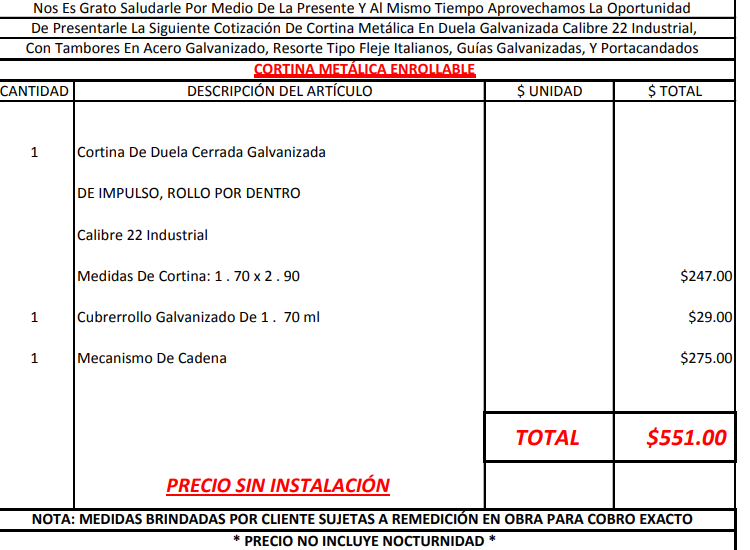 Nos Es Grato Saludarle Por Medio De La Presente Y Al Mismo Tiempo Aprovechamos La Oportunidad
De Presentarle La Siguiente Cotización De Cortina Metálica En Duela Galvanizada Calibre 22 Industrial,
Con Tambores En Acero Galvanizado, Resorte Tipo Fleje Italianos, Guías Galvanizadas, Y Portacandados
CORTINA METÁLICA ENROLLABLE
CANTIDAD DESCRIPCIÓN DEL ARTÍCULO $ UNIDAD $ TOTAL
1 Cortina De Duela Cerrada Galvanizada
DE IMPULSO, ROLLO POR DENTRO
Calibre 22 Industrial
Medidas De Cortina: 1 . 70 x 2 . 90 $247.00
1 Cubrerrollo Galvanizado De 1 . 70 ml $29.00
1 Mecanismo De Cadena $275.00
TOTAL $551.00
PRECIO SIN INSTALACIÓN
NOTA: MEDIDAS BRINDADAS POR CLIENTE SUJETAS A REMEDICIÓN EN OBRA PARA COBRO EXACTO
* PRECIO NO INCLUYE NOCTURNIDAD *